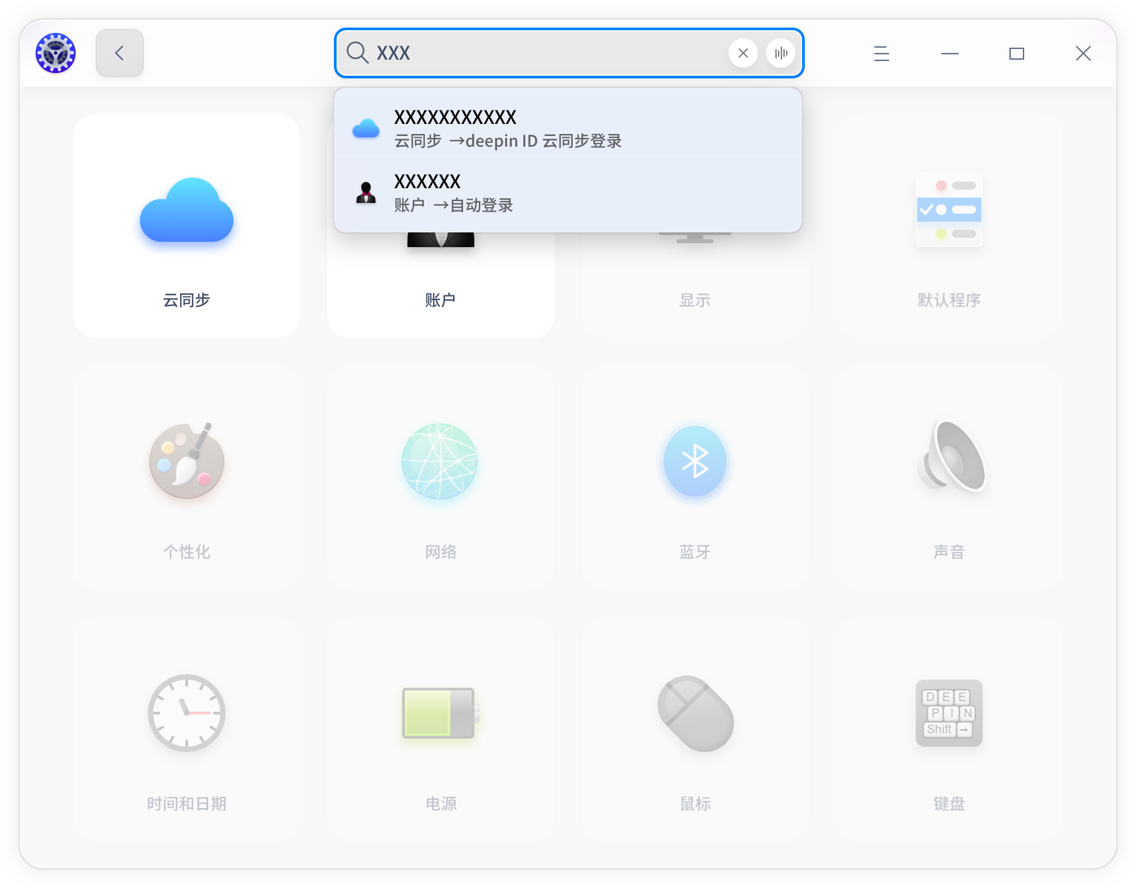 XXX
XXXXXXXXXXX
云同步 →deepin ID 云同步登录
XXXXXX
账户 →自动登录
云同步
账户
显示
默认程序
个性化
网络
蓝牙
声音
D E E
P I N
Shift →
时间和日期
电源
鼠标
键盘